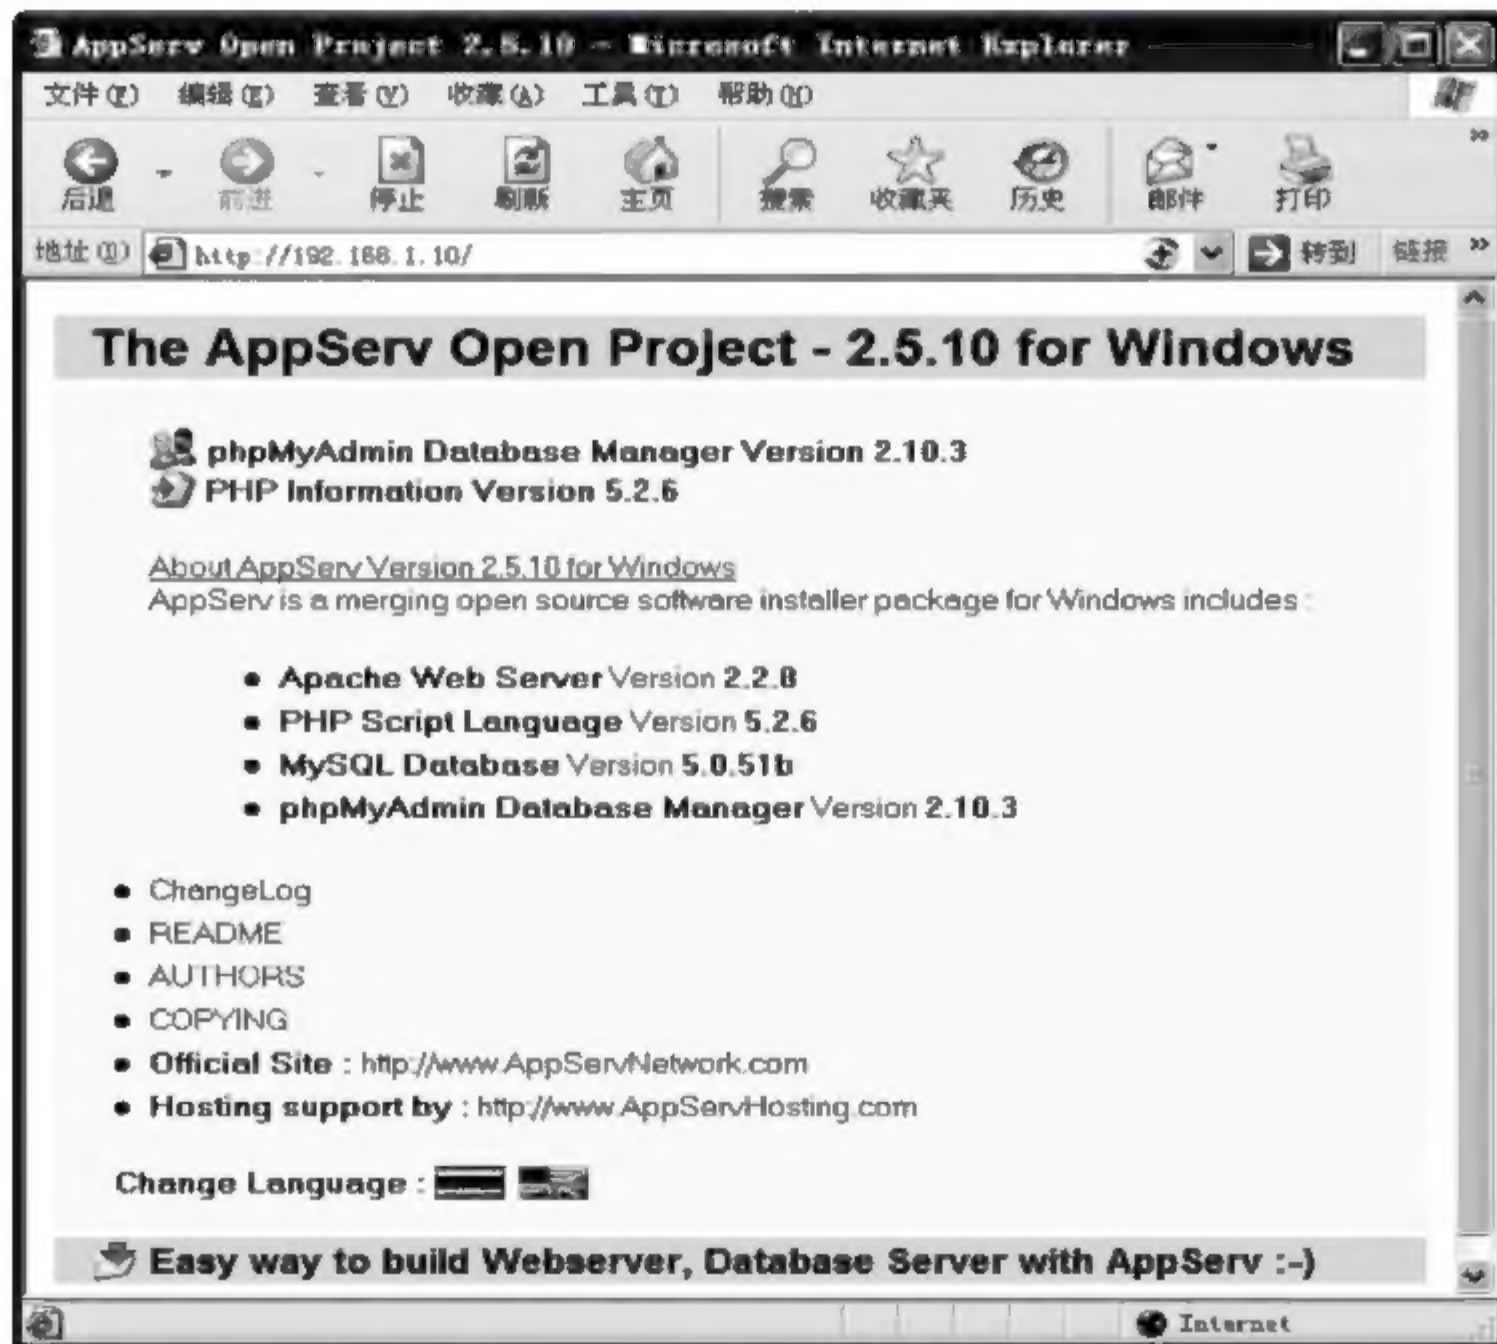 AppServ Open Project 2.5.10 - Microsoft Internet Explorer
文件(F) 编辑(E) 查看(V) 收藏(A) 工具(T) 帮助(H)
后退 前进 停止 刷新 主页 搜索 收藏夹 历史 邮件 打印 »
地址(D) http://192.168.1.10/ 转到 链接 »
The AppServ Open Project - 2.5.10 for Windows
phpMyAdmin Database Manager Version 2.10.3
PHP Information Version 5.2.6
About AppServ Version 2.5.10 for Windows
AppServ is a merging open source software installer package for Windows includes :
• Apache Web Server Version 2.2.8
• PHP Script Language Version 5.2.6
• MySQL Database Version 5.0.51b
• phpMyAdmin Database Manager Version 2.10.3
• ChangeLog
• README
• AUTHORS
• COPYING
• Official Site : http://www.AppServNetwork.com
• Hosting support by : http://www.AppServHosting.com
Change Language :
Easy way to build Webserver, Database Server with AppServ :-)
Internet